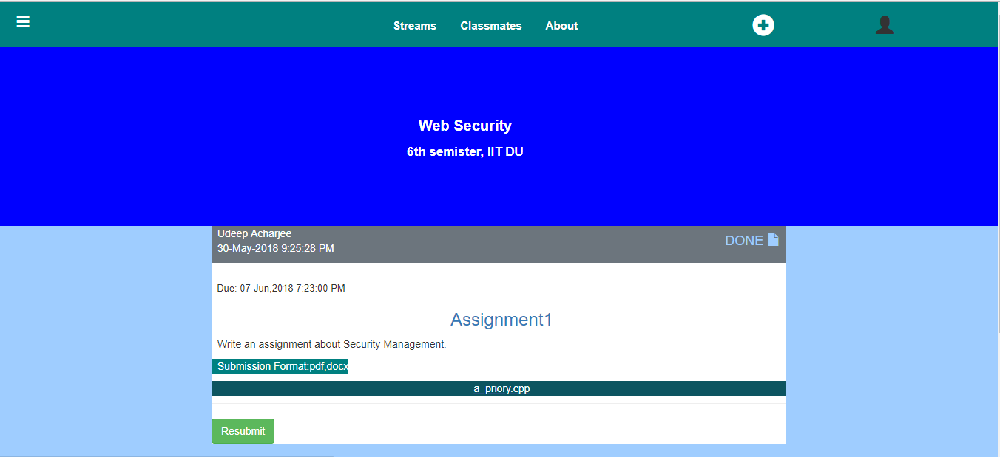 Streams Classmates About
Web Security
6th semister, IIT DU
Udeep Acharjee
30-May-2018 9:25:28 PM
DONE
Due: 07-Jun,2018 7:23:00 PM
Assignment1
Write an assignment about Security Management.
Submission Format:pdf,docx
a_priory.cpp
Resubmit